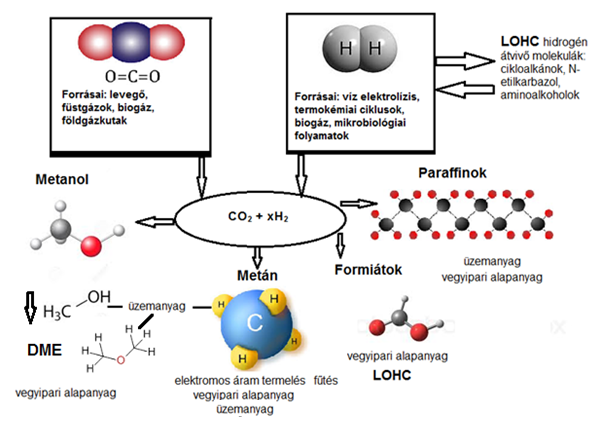 O=C=O
Forrásai: levegő,
füstgázok, biogáz,
földgázkutak
H H
Forrásai: víz elektrolízis,
termokémiai ciklusok,
biogáz, mikrobiológiai
folyamatok
LOHC hidrogén
átvivő molekulák:
cikloalkánok, N-
etilkarbazol,
aminoalkoholok
Metanol
CO2 + xH2
Paraffinok
üzemanyag
vegyipari alapanyag
Metán
Formiátok
H3C OH
üzemanyag
DME
H H
H H
H O H
vegyipari alapanyag
H H
C
H H
elektromos áram termelés fűtés
vegyipari alapanyag
üzemanyag
vegyipari alapanyag
LOHC